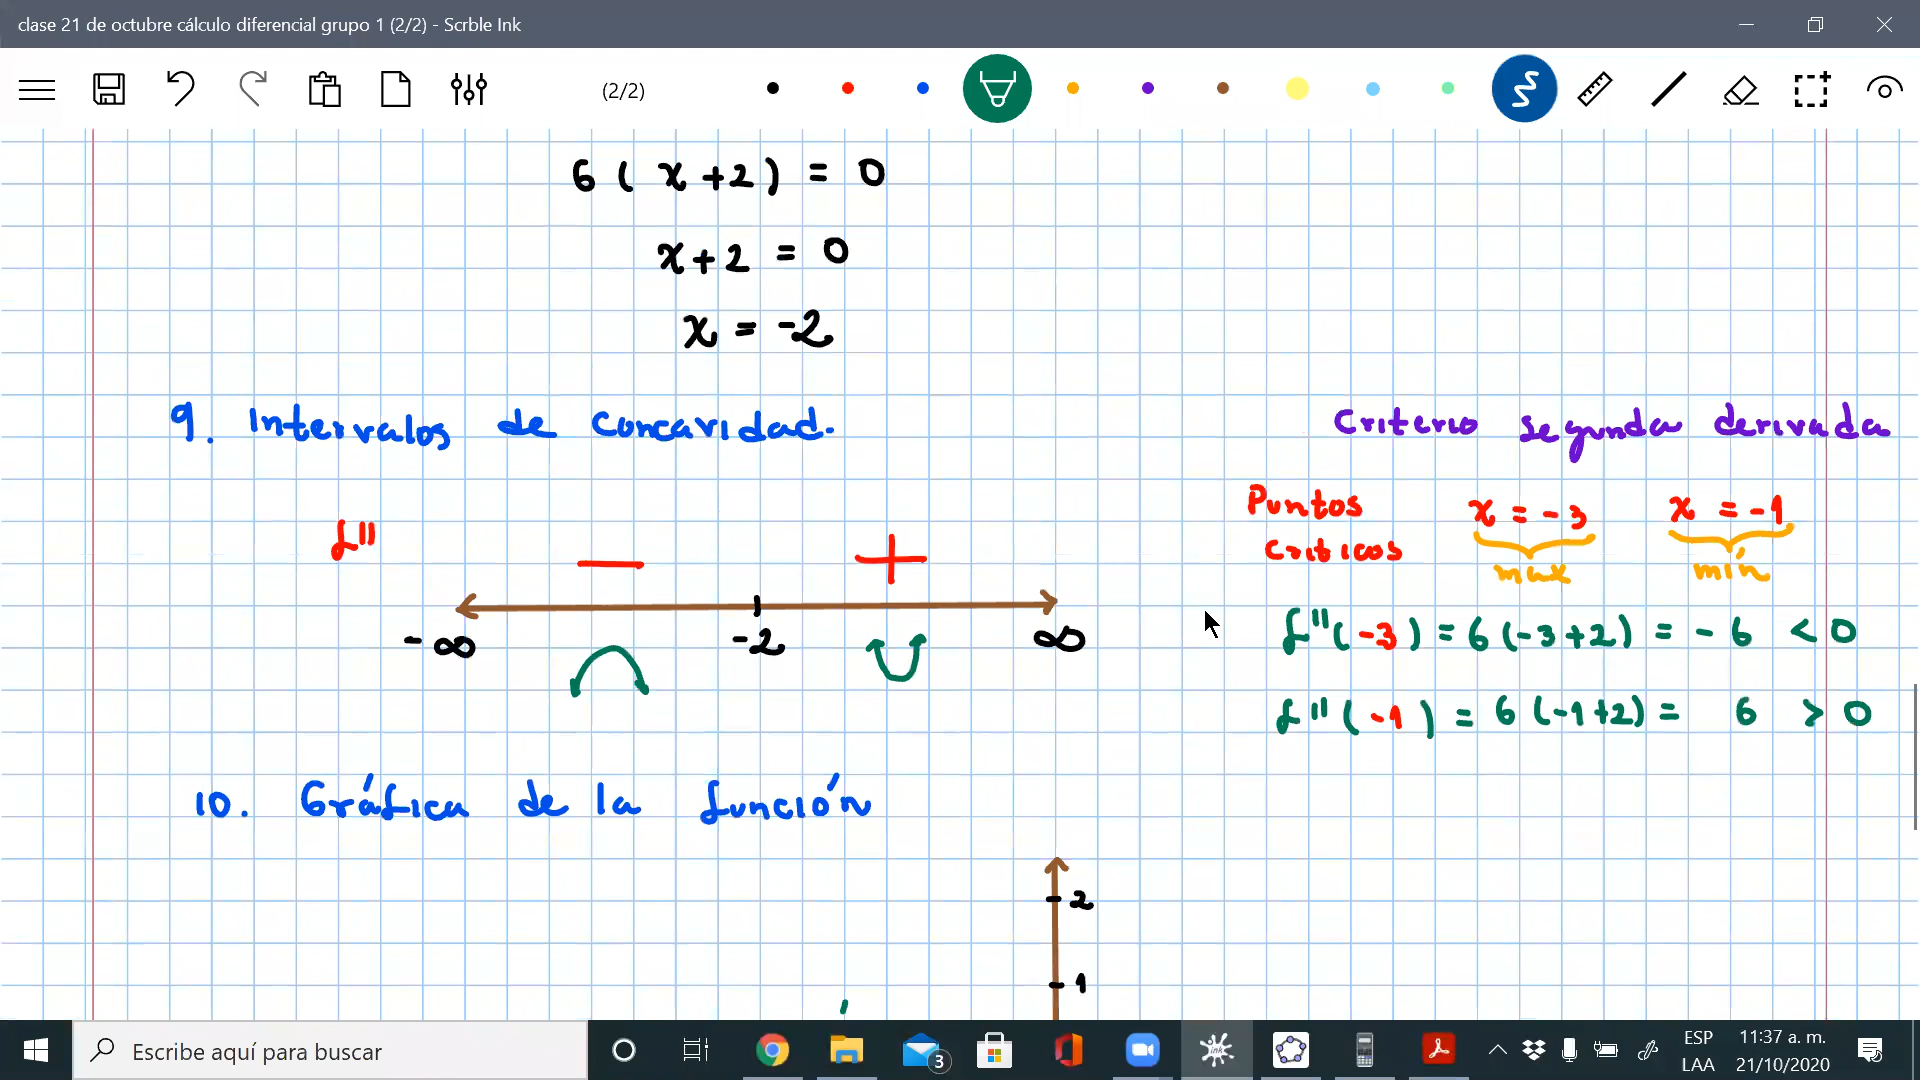 clase 21 de octubre cálculo diferencial grupo 1 (2/2) - Scrble Ink
(2/2)
6(x+2) = 0
x+2 = 0
x = -2
9. Intervalos de concavidad.
f''
− +
-∞ -2 ∞
Criterio segunda derivada
Puntos críticos x = -3 x = -1
max mín
f''(-3) = 6(-3+2) = -6 < 0
f''(-1) = 6(-1+2) = 6 > 0
10. Gráfica de la función
2
1
Escribe aquí para buscar
3
ESP
LAA
11:37 a. m.
21/10/2020